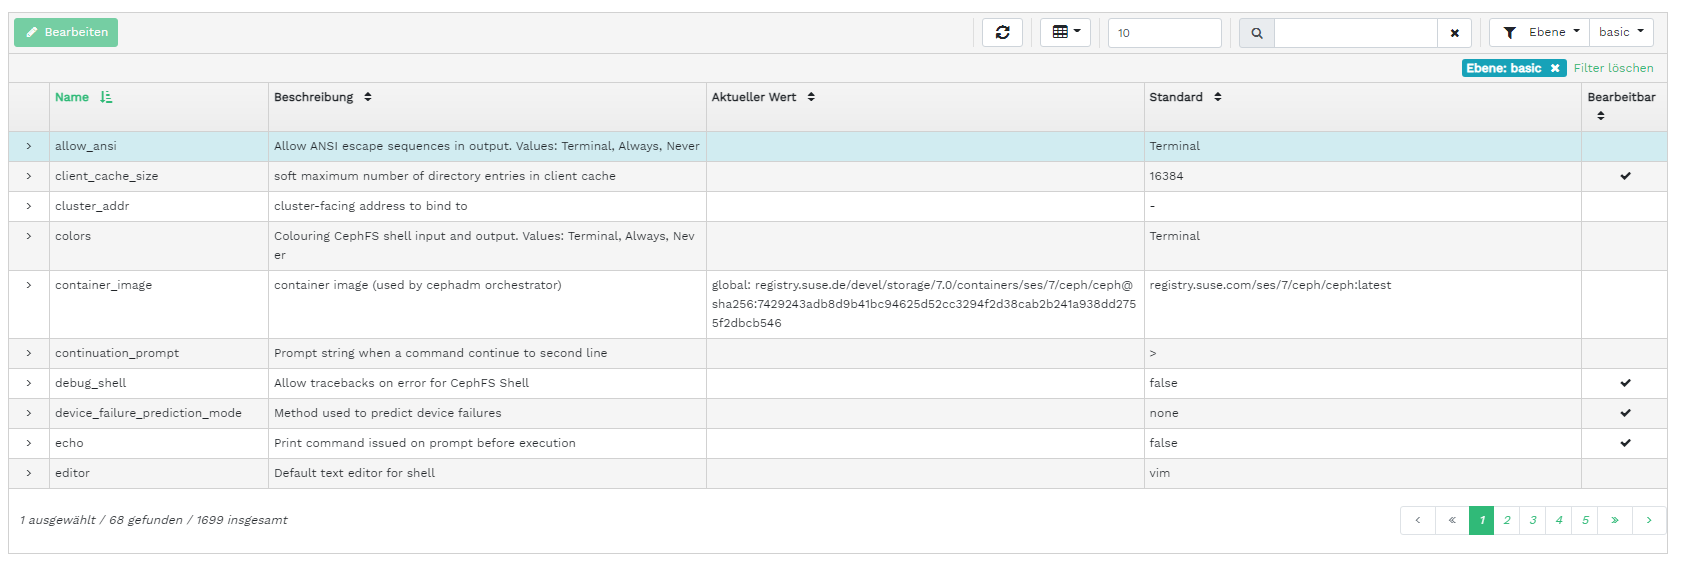 Bearbeiten
10
Ebene
basic
Ebene: basic
Filter löschen
Name
Beschreibung
Aktueller Wert
Standard
Bearbeitbar
allow_ansi
Allow ANSI escape sequences in output. Values: Terminal, Always, Never
Terminal
client_cache_size
soft maximum number of directory entries in client cache
16384
cluster_addr
cluster-facing address to bind to
-
colors
Colouring CephFS shell input and output. Values: Terminal, Always, Nev
er
Terminal
container_image
container image (used by cephadm orchestrator)
global: registry.suse.de/devel/storage/7.0/containers/ses/7/ceph/ceph@
sha256:7429243adb8d9b41bc94625d52cc3294f2d38cab2b241a938dd275
5f2dbcb546
registry.suse.com/ses/7/ceph/ceph:latest
continuation_prompt
Prompt string when a command continue to second line
>
debug_shell
Allow tracebacks on error for CephFS Shell
false
device_failure_prediction_mode
Method used to predict device failures
none
echo
Print command issued on prompt before execution
false
editor
Default text editor for shell
vim
1 ausgewählt / 68 gefunden / 1699 insgesamt
‹ « 1 2 3 4 5 » ›